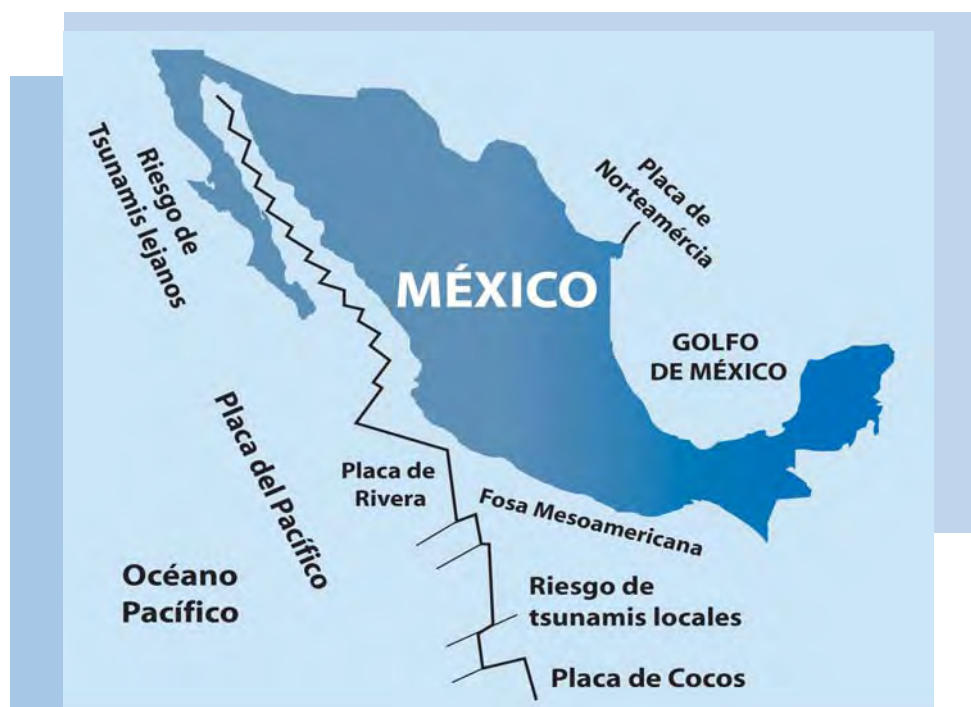 Riesgo de
Tsunamis lejanos
Placa de
Norteamércia
MÉXICO
GOLFO
DE MÉXICO
Placa del Pacífico
Placa de
Rivera
Fosa Mesoamericana
Océano
Pacífico
Riesgo de
tsunamis locales
Placa de Cocos